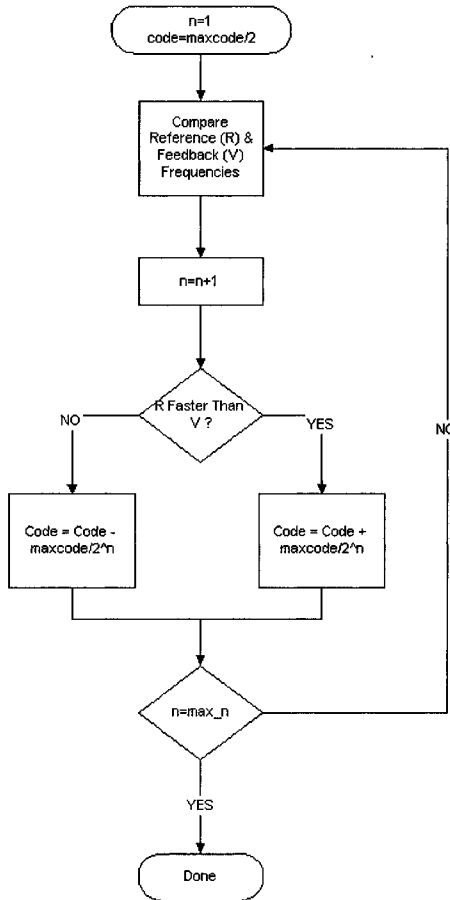 n=1
code=maxcode/2
Compare
Reference (R) &
Feedback (V)
Frequencies
n=n+1
R Faster Than
V ?
NO
YES
NO
Code = Code -
maxcode/2^n
Code = Code +
maxcode/2^n
n=max_n
YES
Done